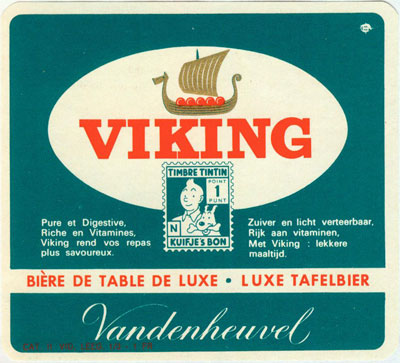 VIKING
TIMBRE TINTIN
POINT
1
PUNT
N
KUIFJE'S BON
Pure et Digestive,
Riche en Vitamines,
Viking rend vos repas
plus savoureux.
Zuiver en licht verteerbaar,
Rijk aan vitaminen,
Met Viking : lekkere
maaltijd.
BIÈRE DE TABLE DE LUXE • LUXE TAFELBIER
Vandenheuvel
CAT. II